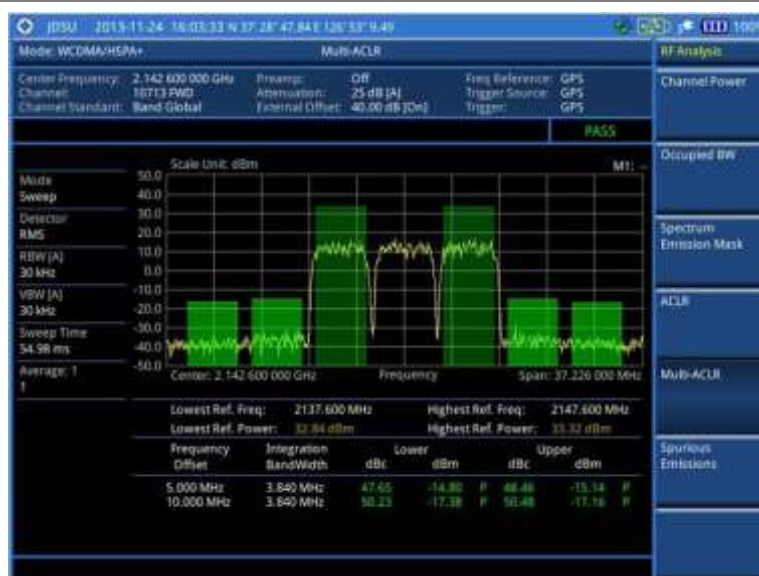 JDSU 2013-11-24 16:03:33 N 37° 28' 47.84 E 126° 53' 9.49 100%
Mode: WCDMA/HSPA+ Multi-ACLR RF Analysis
Center Frequency: 2.142 600 000 GHz Preamp: Off Freq Reference: GPS
Channel: 10713 FWD Attenuation: 25 dB [A] Trigger Source: GPS
Channel Standard: Band Global External Offset: 40.00 dB [On] Trigger: GPS
Channel Power
PASS
Occupied BW
Scale Unit: dBm M1: --
Mode
Sweep
Detector
RMS
RBW [A]
30 kHz
VBW [A]
30 kHz
Sweep Time
54.98 ms
Average: 1
1
50.0
40.0
30.0
20.0
10.0
0.0
-10.0
-20.0
-30.0
-40.0
-50.0
Spectrum
Emission Mask
ACLR
Center: 2.142 600 000 GHz Frequency Span: 37.226 000 MHz
Multi-ACLR
Lowest Ref. Freq: 2137.600 MHz Highest Ref. Freq: 2147.600 MHz
Lowest Ref. Power: 32.84 dBm Highest Ref. Power: 33.32 dBm
Frequency Integration Lower Upper
Offset BandWidth dBc dBm dBc dBm
5.000 MHz 3.840 MHz 47.65 -14.80 P 48.46 -15.14 P
10.000 MHz 3.840 MHz 50.23 -17.38 P 50.48 -17.16 P
Spurious
Emissions